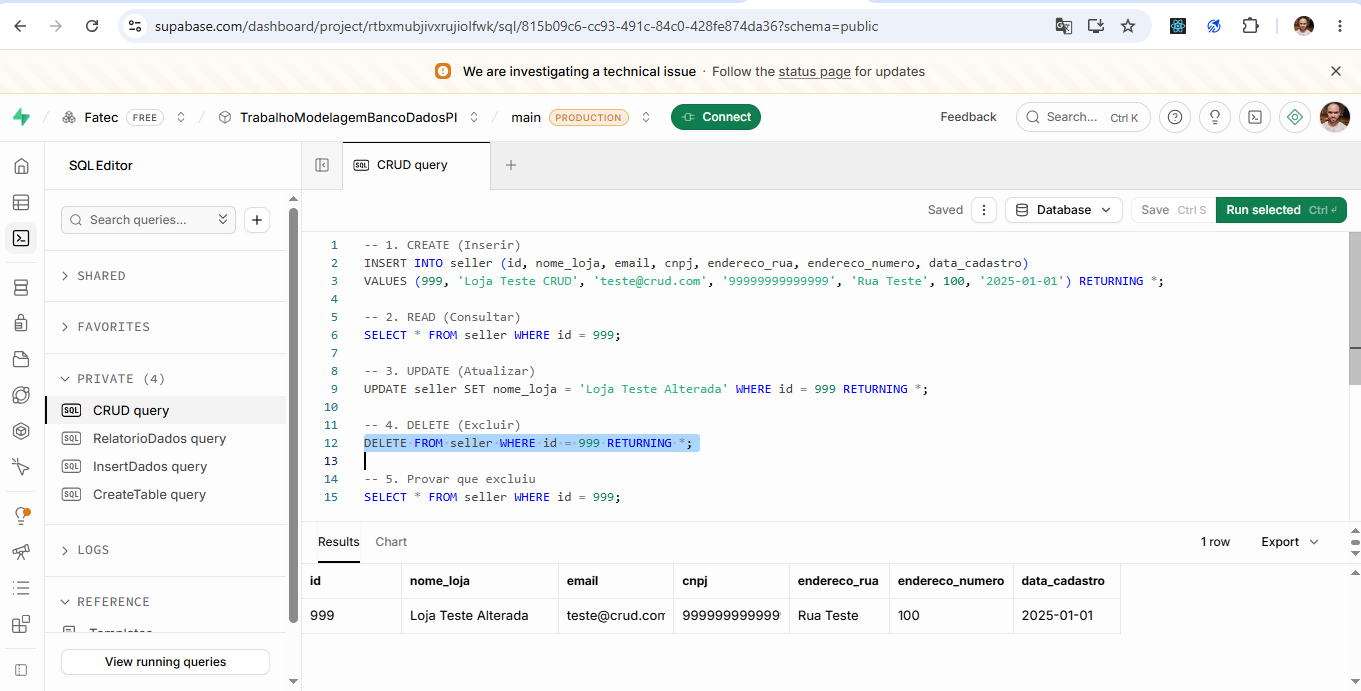 supabase.com/dashboard/project/rtbxmubjivxrujiolfwk/sql/815b09c6-cc93-491c-84c0-428fe874da36?schema=public
We are investigating a technical issue · Follow the status page for updates
Fatec FREE TrabalhoModelagemBancoDadosPI main PRODUCTION Connect Feedback Search... Ctrl K
SQL Editor
SQL CRUD query
Search queries...
Saved Database Save Ctrl S Run selected Ctrl ↵
SHARED
FAVORITES
PRIVATE (4)
SQL CRUD query
SQL RelatorioDados query
SQL InsertDados query
SQL CreateTable query
LOGS
REFERENCE
Templates
View running queries
1 -- 1. CREATE (Inserir)
2 INSERT INTO seller (id, nome_loja, email, cnpj, endereco_rua, endereco_numero, data_cadastro)
3 VALUES (999, 'Loja Teste CRUD', 'teste@crud.com', '99999999999999', 'Rua Teste', 100, '2025-01-01') RETURNING *;
4
5 -- 2. READ (Consultar)
6 SELECT * FROM seller WHERE id = 999;
7
8 -- 3. UPDATE (Atualizar)
9 UPDATE seller SET nome_loja = 'Loja Teste Alterada' WHERE id = 999 RETURNING *;
10
11 -- 4. DELETE (Excluir)
12 DELETE FROM seller WHERE id = 999 RETURNING *;
13
14 -- 5. Provar que excluiu
15 SELECT * FROM seller WHERE id = 999;
Results Chart 1 row Export
id nome_loja email cnpj endereco_rua endereco_numero data_cadastro
999 Loja Teste Alterada teste@crud.com 9999999999999 Rua Teste 100 2025-01-01